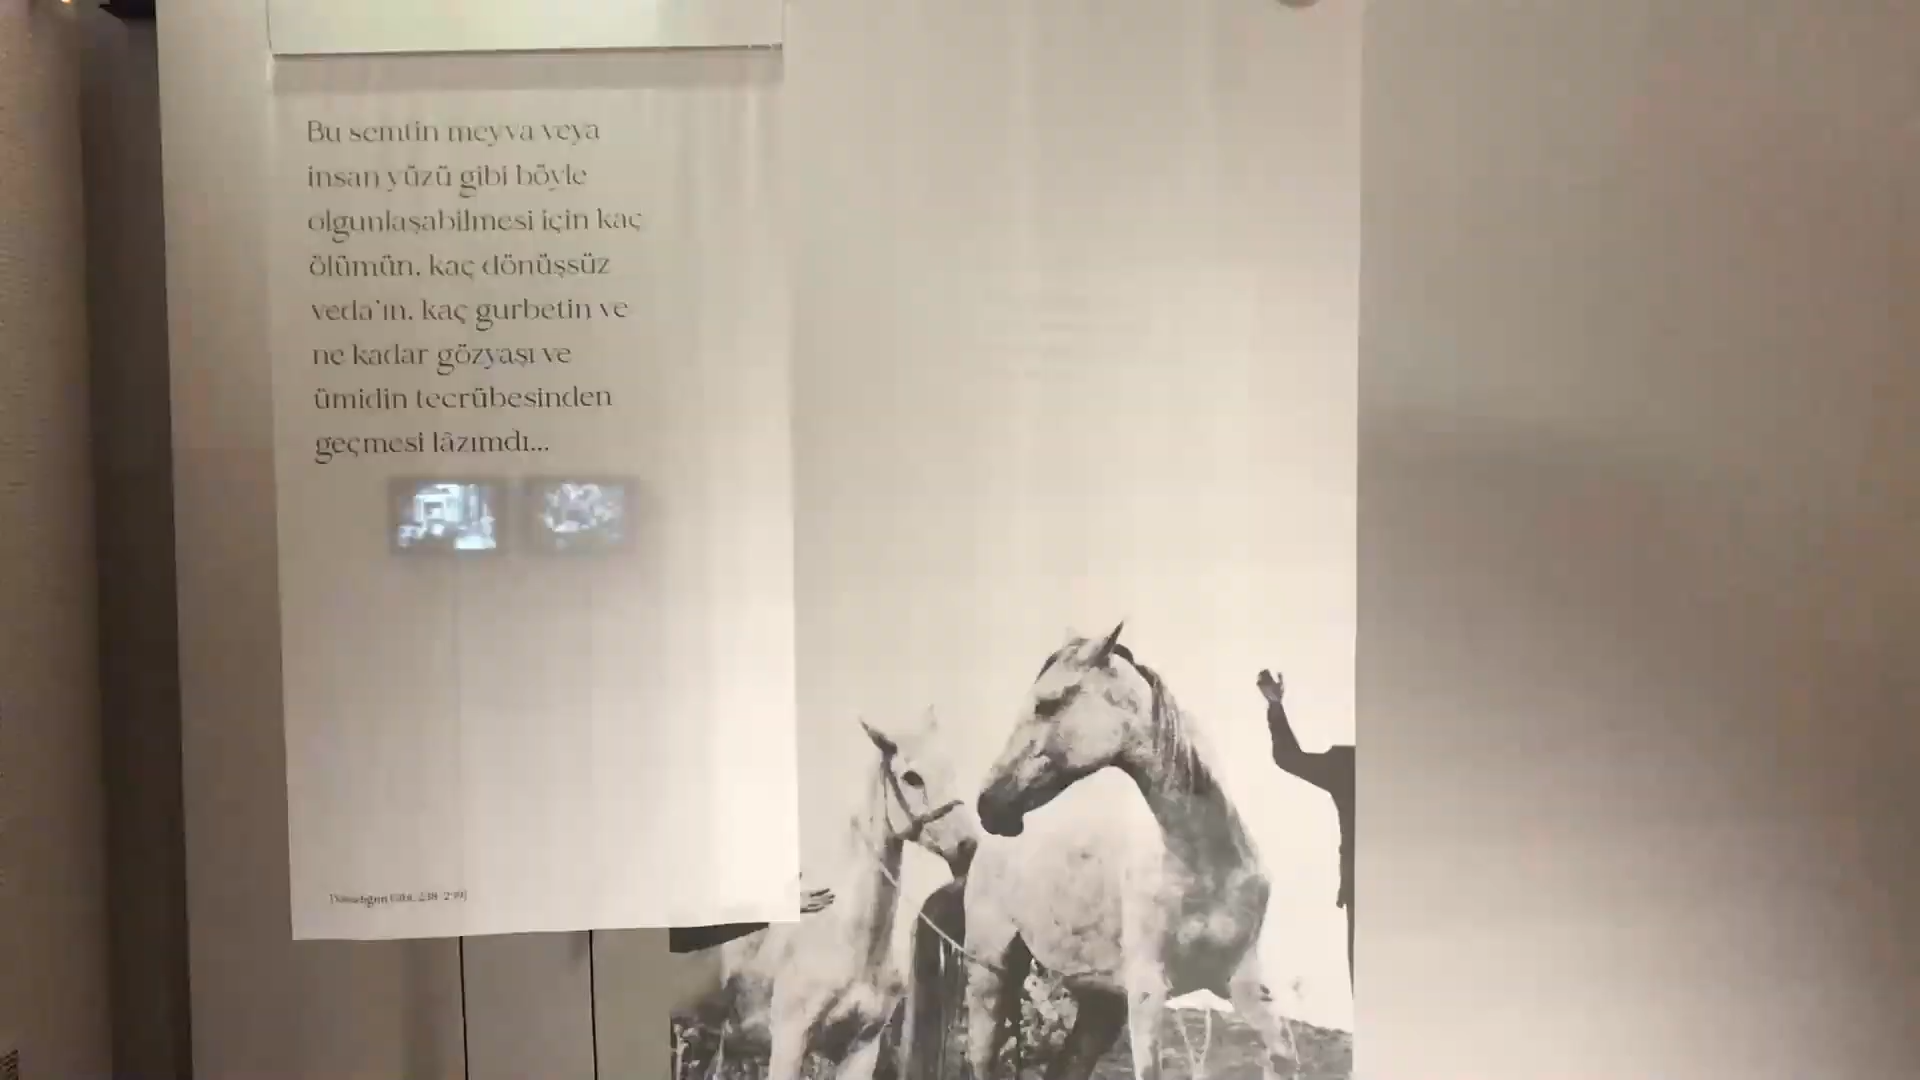 Bu semtin meyva veya
insan yüzü gibi böyle
olgunlaşabilmesi için kaç
ölümün, kaç dönüşsüz
veda'ın, kaç gurbetin ve
ne kadar gözyaşı ve
ümidin tecrübesinden
geçmesi lâzımdı...